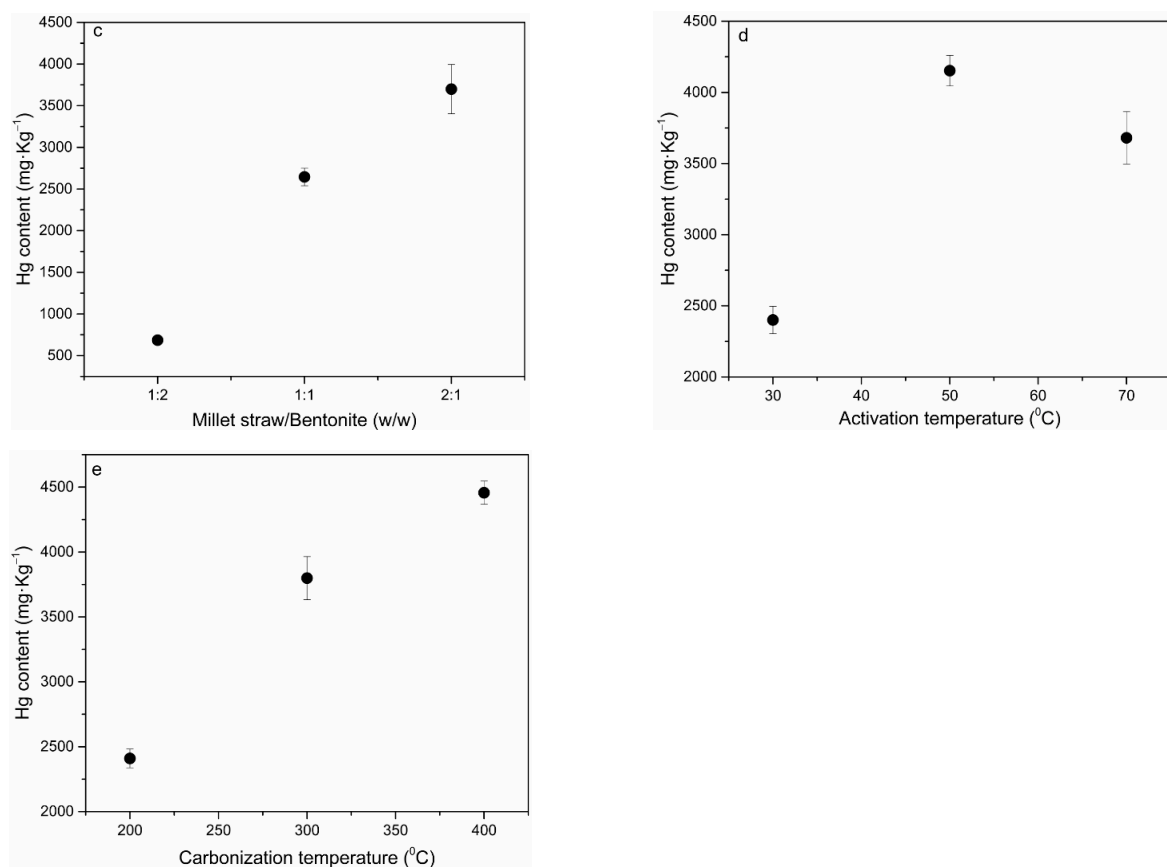 c
4500
4000
3500
3000
2500
2000
1500
1000
500
Hg content (mg·Kg⁻¹)
1:2 1:1 2:1
Millet straw/Bentonite (w/w)
d
4500
4000
3500
3000
2500
2000
Hg content (mg·Kg⁻¹)
30 40 50 60 70
Activation temperature (⁰C)
e
4500
4000
3500
3000
2500
2000
Hg content (mg·Kg⁻¹)
200 250 300 350 400
Carbonization temperature (⁰C)